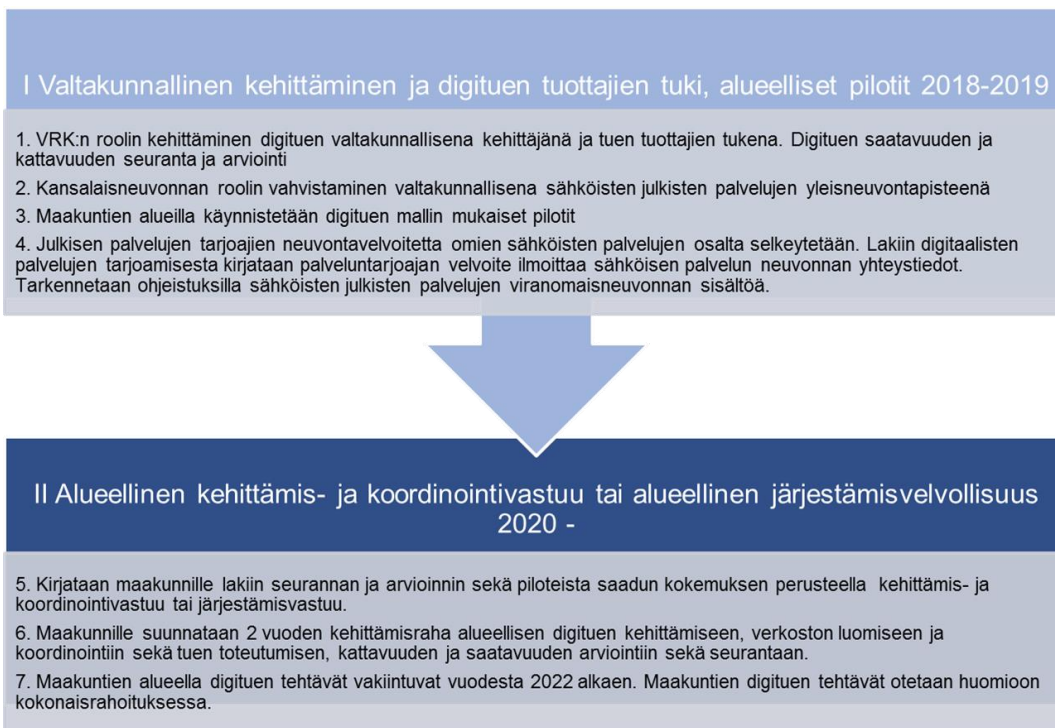 I Valtakunnallinen kehittäminen ja digituen tuottajien tuki, alueelliset pilotit 2018-2019
1. VRK:n roolin kehittäminen digituen valtakunnallisena kehittäjänä ja tuen tuottajien tukena. Digituen saatavuuden ja
kattavuuden seuranta ja arviointi
2. Kansalaisneuvonnan roolin vahvistaminen valtakunnallisena sähköisten julkisten palvelujen yleisneuvontapisteenä
3. Maakuntien alueilla käynnistetään digituen mallin mukaiset pilotit
4. Julkisen palvelujen tarjoajien neuvontavelvoitetta omien sähköisten palvelujen osalta selkeytetään. Lakiin digitaalisten
palvelujen tarjoamisesta kirjataan palveluntarjoajan velvoite ilmoittaa sähköisen palvelun neuvonnan yhteystiedot.
Tarkennetaan ohjeistuksilla sähköisten julkisten palvelujen viranomaisneuvonnan sisältöä.
II Alueellinen kehittämis- ja koordinointivastuu tai alueellinen järjestämisvelvollisuus
2020 -
5. Kirjataan maakunnille lakiin seurannan ja arvioinnin sekä piloteista saadun kokemuksen perusteella kehittämis- ja
koordinointivastuu tai järjestämisvastuu.
6. Maakunnille suunnataan 2 vuoden kehittämisraha alueellisen digituen kehittämiseen, verkoston luomiseen ja
koordinointiin sekä tuen toteutumisen, kattavuuden ja saatavuuden arviointiin sekä seurantaan.
7. Maakuntien alueella digituen tehtävät vakiintuvat vuodesta 2022 alkaen. Maakuntien digituen tehtävät otetaan huomioon
kokonaisrahoituksessa.